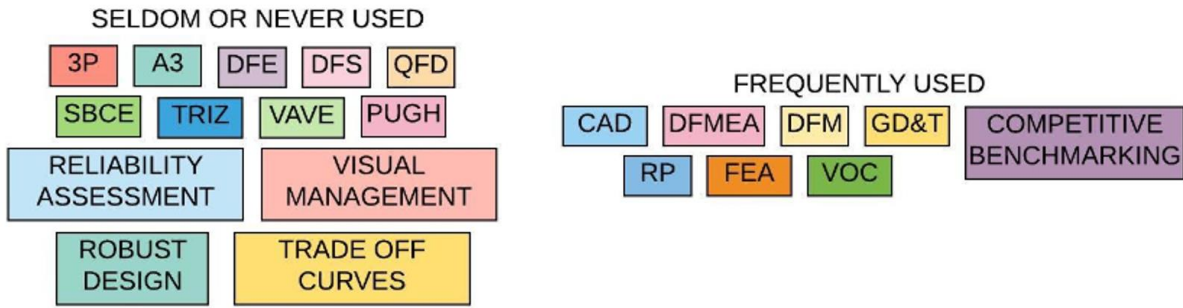 SELDOM OR NEVER USED
3P A3 DFE DFS QFD
SBCE TRIZ VAVE PUGH
RELIABILITY
ASSESSMENT
VISUAL
MANAGEMENT
ROBUST
DESIGN
TRADE OFF
CURVES
FREQUENTLY USED
CAD DFMEA DFM GD&T
COMPETITIVE
BENCHMARKING
RP FEA VOC